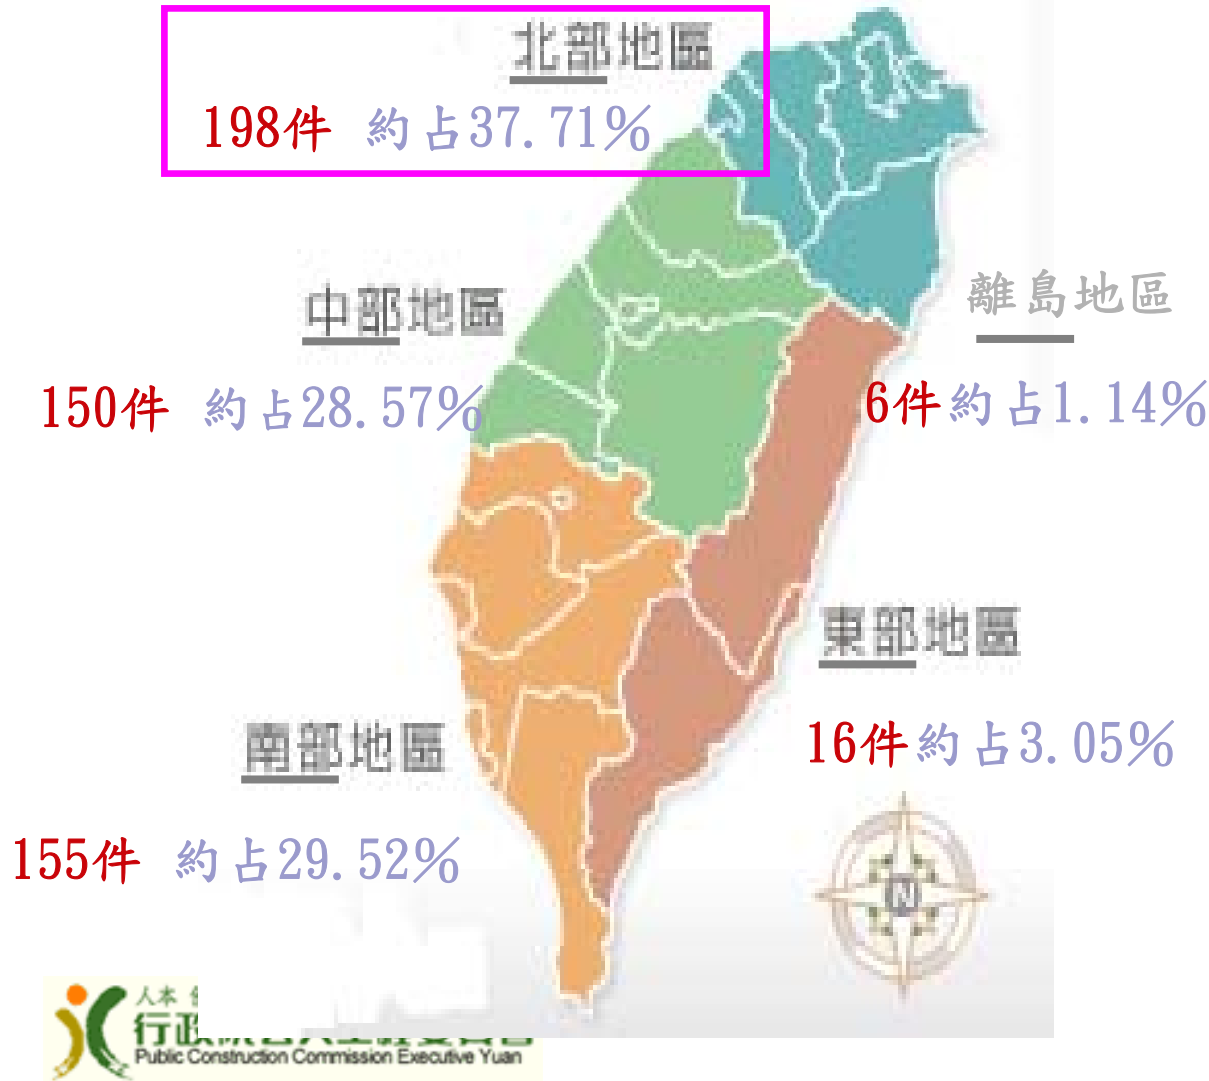 北部地區
198件 約占37.71%
中部地區
離島地區
150件 約占28.57%
6件約占1.14%
東部地區
南部地區
16件約占3.05%
155件 約占29.52%
N
人本
行政
Public Construction Commission Executive Yuan